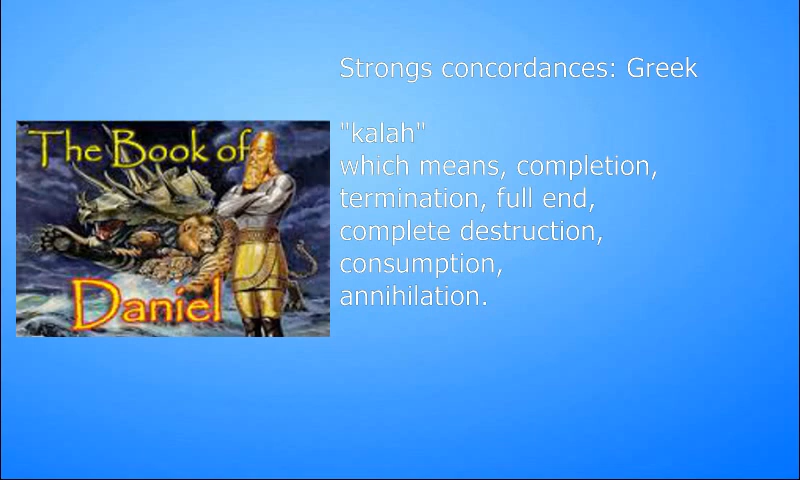 Strongs concordances: Greek
The Book of
Daniel
"kalah"
which means, completion,
termination, full end,
complete destruction,
consumption,
annihilation.